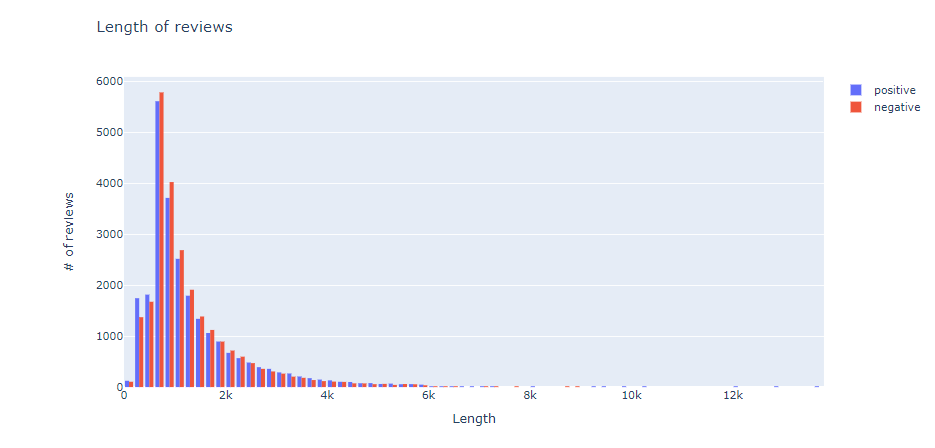 Length of reviews
positive
negative
6000
5000
4000
3000
2000
1000
0
# of reviews
0 2k 4k 6k 8k 10k 12k
Length